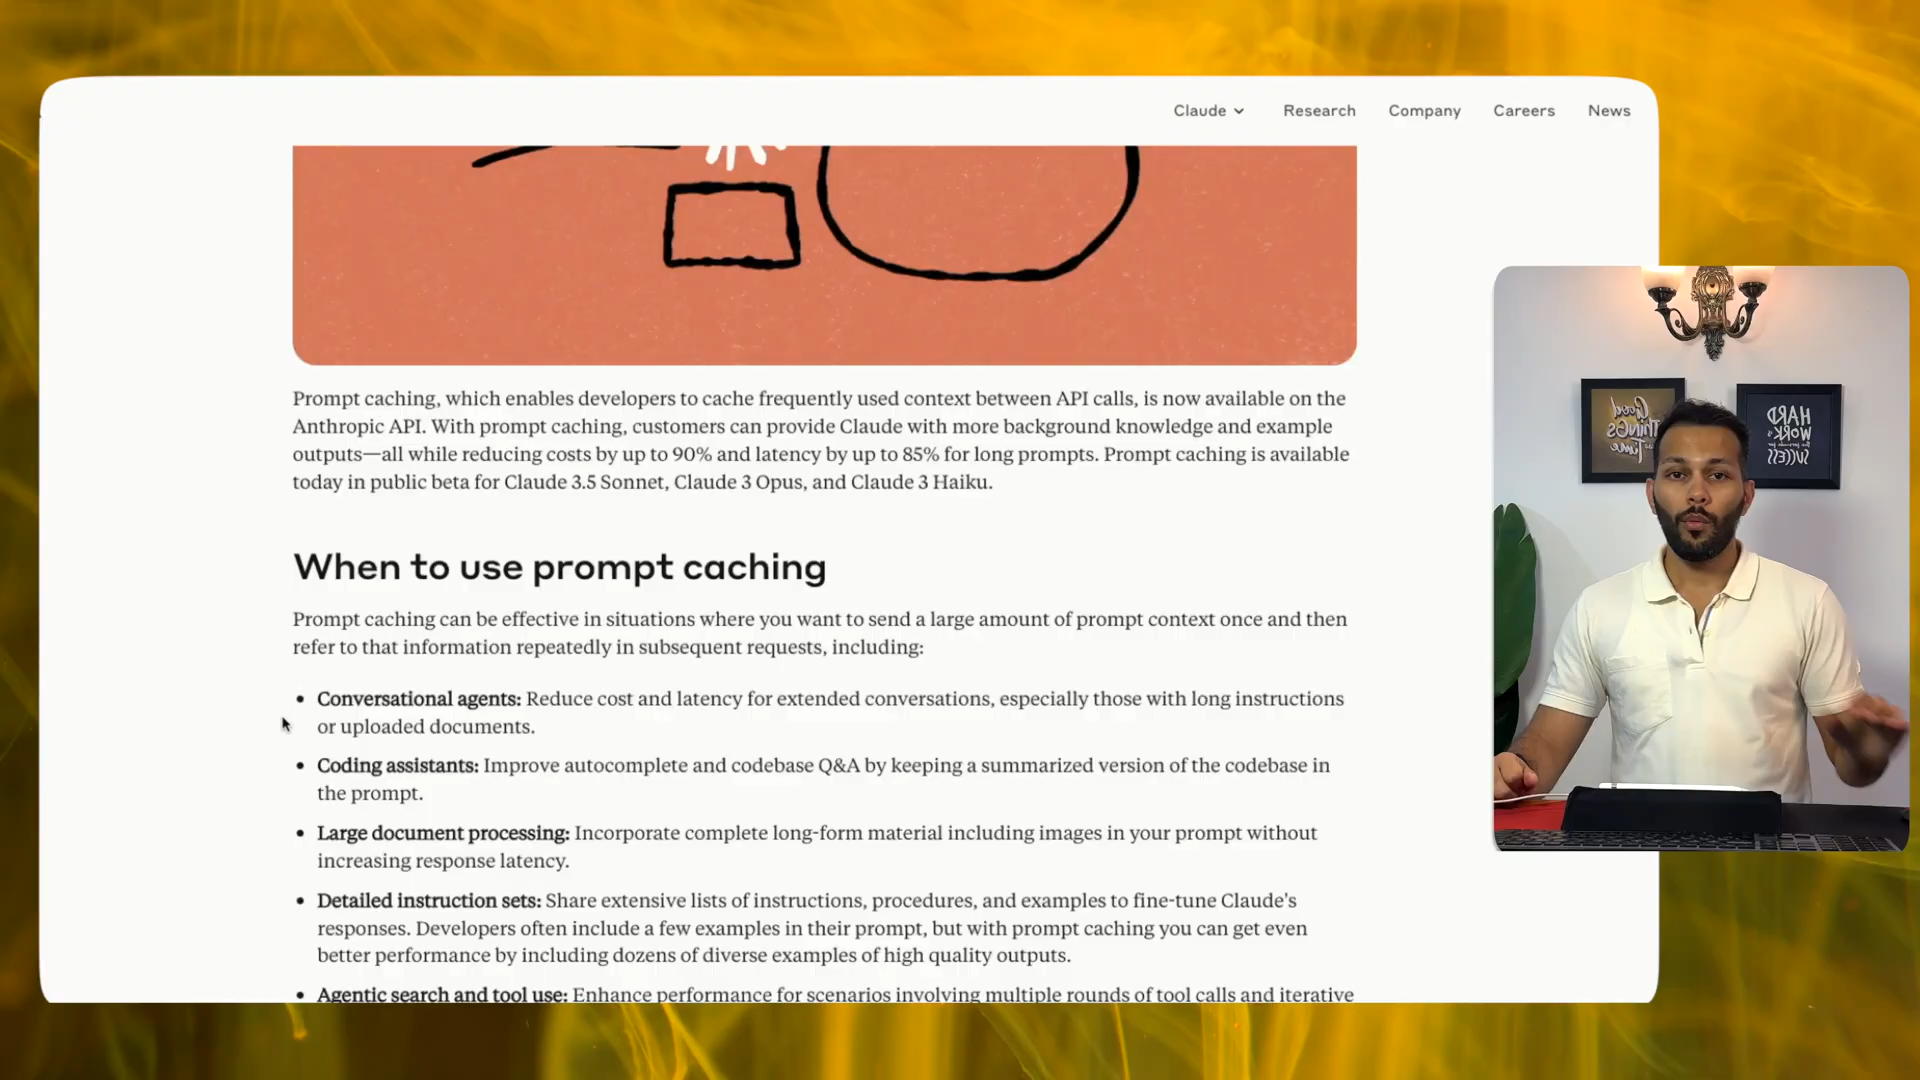 Claude
Research
Company
Careers
News
Prompt caching, which enables developers to cache frequently used context between API calls, is now available on the
Anthropic API. With prompt caching, customers can provide Claude with more background knowledge and example
outputs—all while reducing costs by up to 90% and latency by up to 85% for long prompts. Prompt caching is available
today in public beta for Claude 3.5 Sonnet, Claude 3 Opus, and Claude 3 Haiku.
When to use prompt caching
Prompt caching can be effective in situations where you want to send a large amount of prompt context once and then
refer to that information repeatedly in subsequent requests, including:
• Conversational agents: Reduce cost and latency for extended conversations, especially those with long instructions
or uploaded documents.
• Coding assistants: Improve autocomplete and codebase Q&A by keeping a summarized version of the codebase in
the prompt.
• Large document processing: Incorporate complete long-form material including images in your prompt without
increasing response latency.
• Detailed instruction sets: Share extensive lists of instructions, procedures, and examples to fine-tune Claude's
responses. Developers often include a few examples in their prompt, but with prompt caching you can get even
better performance by including dozens of diverse examples of high quality outputs.
• Agentic search and tool use: Enhance performance for scenarios involving multiple rounds of tool calls and iterative
Good
THINGS
Time
HARD
WORK
SUCCESS